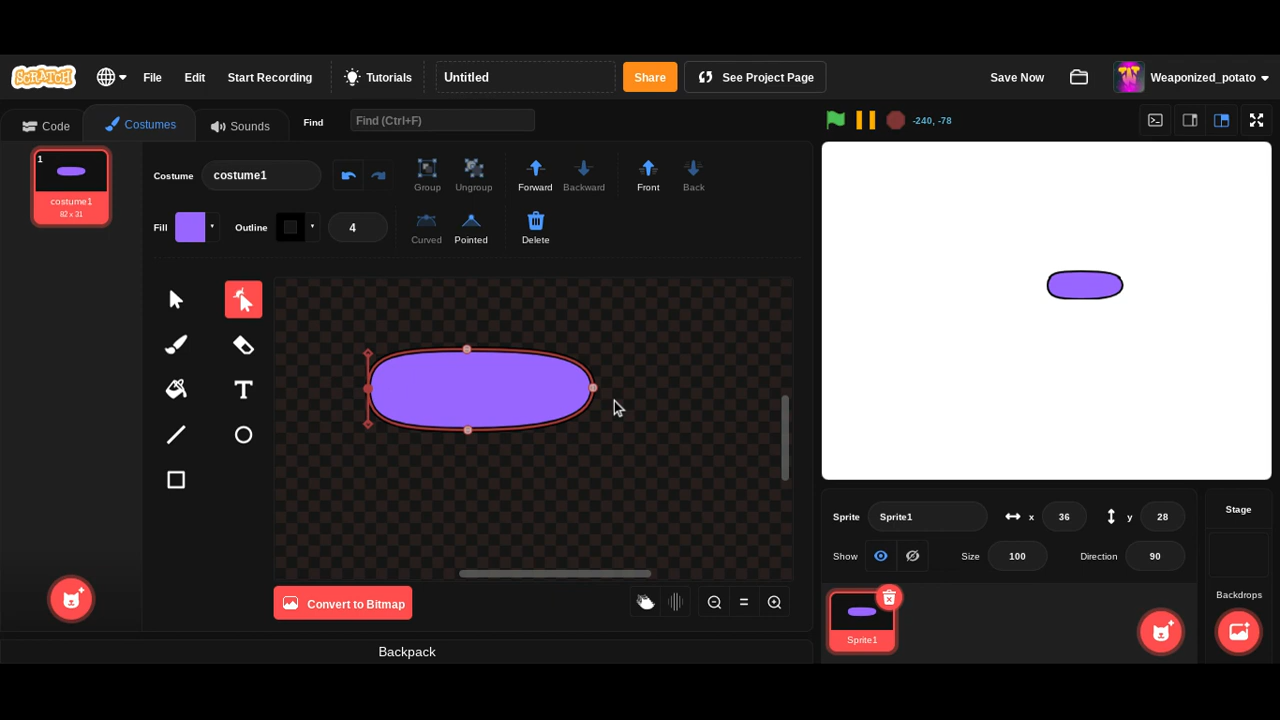 SCRATCH File Edit Start Recording Tutorials Untitled Share See Project Page Save Now Weaponized_potato
Code Costumes Sounds Find Find (Ctrl+F) -240, -78
1
costume1
82 x 31
Costume costume1 Group Ungroup Forward Backward Front Back
Fill Outline 4 Curved Pointed Delete
Convert to Bitmap
Backpack
Sprite Sprite1 x 36 y 28
Show Size 100 Direction 90
Sprite1
Stage
Backdrops